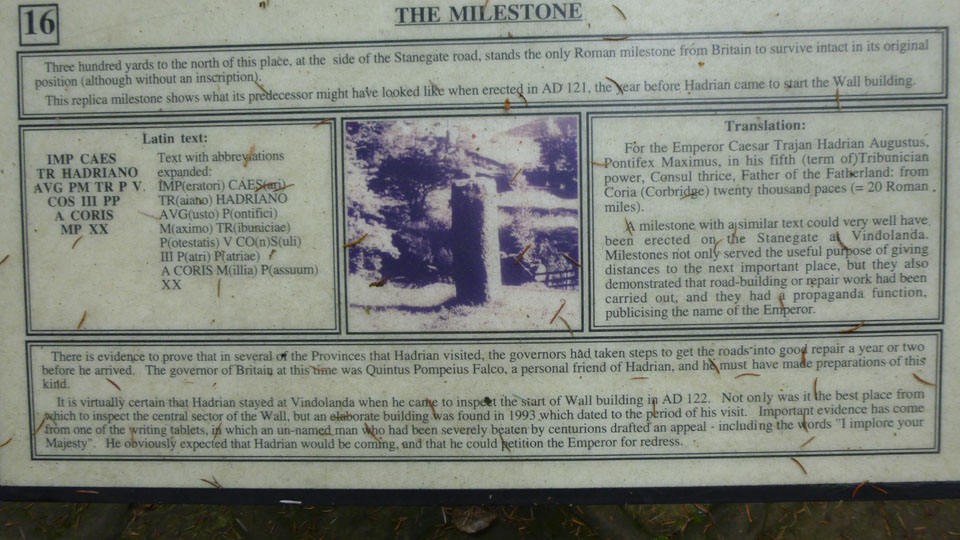 16
THE MILESTONE
Three hundred yards to the north of this place, at the side of the Stanegate road, stands the only Roman milestone from Britain to survive intact in its original
position (although without an inscription).
This replica milestone shows what its predecessor might have looked like when erected in AD 121, the year before Hadrian came to start the Wall building.
Latin text:
IMP CAES
TR HADRIANO
AVG PM TR P V
COS III PP
A CORIS
MP XX
Text with abbreviations
expanded:
IMP(eratori) CAES(ari)
TR(aiano) HADRIANO
AVG(usto) P(ontifici)
M(aximo) TR(ibuniciae)
P(otestatis) V CO(n)S(uli)
III P(atri) P(atriae)
A CORIS M(illia) P(assuum)
XX
Translation:
For the Emperor Caesar Trajan Hadrian Augustus,
Pontifex Maximus, in his fifth (term of)Tribunician
power, Consul thrice, Father of the Fatherland: from
Coria (Corbridge) twenty thousand paces (= 20 Roman
miles).
A milestone with a similar text could very well have
been erected on the Stanegate at Vindolanda.
Milestones not only served the useful purpose of giving
distances to the next important place, but they also
demonstrated that road-building or repair work had been
carried out, and they had a propaganda function,
publicising the name of the Emperor.
There is evidence to prove that in several of the Provinces that Hadrian visited, the governors had taken steps to get the roads into good repair a year or two
before he arrived. The governor of Britain at this time was Quintus Pompeius Falco, a personal friend of Hadrian, and he must have made preparations of this
kind.
It is virtually certain that Hadrian stayed at Vindolanda when he came to inspect the start of Wall building in AD 122. Not only was it the best place from
which to inspect the central sector of the Wall, but an elaborate building was found in 1993 which dated to the period of his visit. Important evidence has come
from one of the writing tablets, in which an un-named man who had been severely beaten by centurions drafted an appeal - including the words "I implore your
Majesty". He obviously expected that Hadrian would be coming, and that he could petition the Emperor for redress.